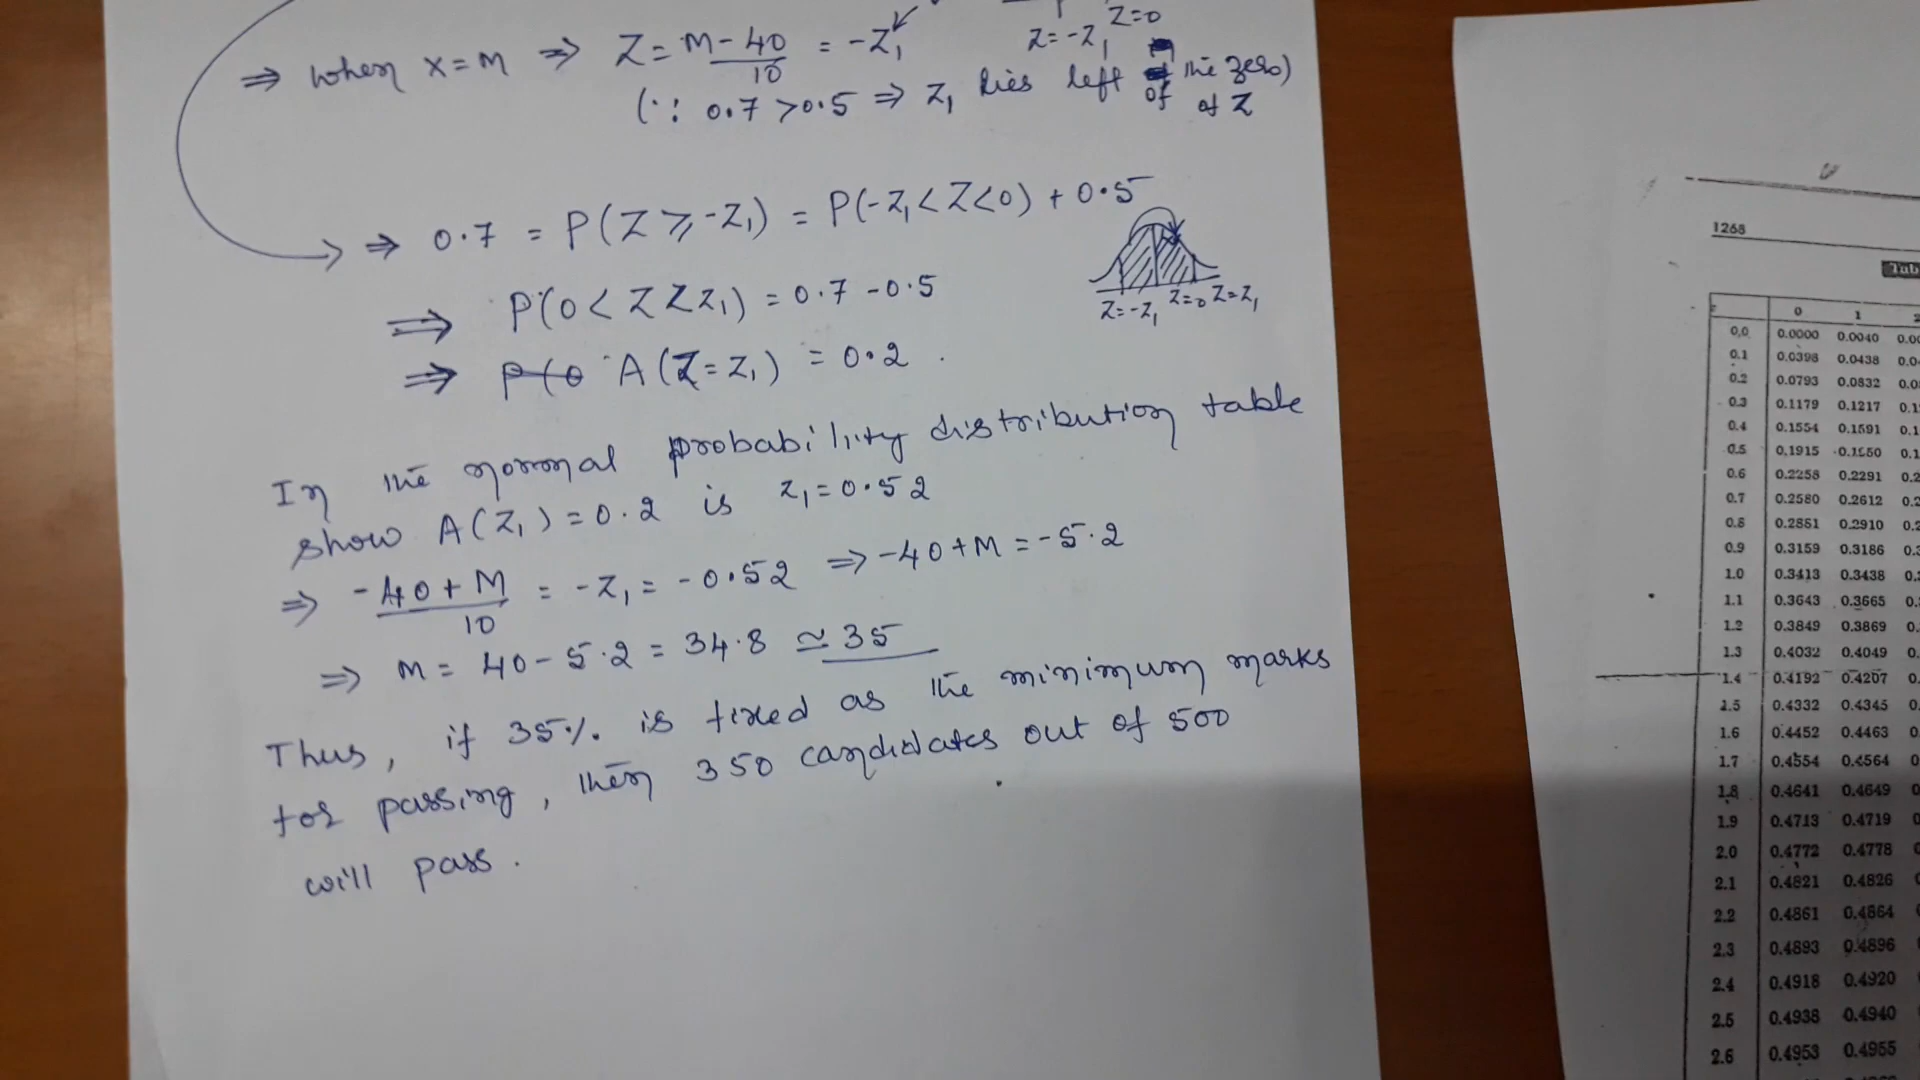 Z=-Z₁ Z=0
⇒ when x=M ⇒ Z = M-40/10 = -Z₁
(∵ 0.7 >0.5 ⇒ Z₁ lies left of the zero)
of Z
⇒ 0.7 = P(Z ≥ -Z₁) = P(-Z₁<Z<0) + 0.5
⇒ P(0<Z<Z₁) = 0.7 - 0.5
Z=-Z₁ Z=0 Z=Z₁
⇒ A(Z=Z₁) = 0.2.
In the normal probability distribution table
show A(Z₁)=0.2 is Z₁=0.52
⇒ -40+M/10 = -Z₁ = -0.52 ⇒ -40+M = -5.2
⇒ M = 40-5.2 = 34.8 ≃ 35
Thus, if 35% is fixed as the minimum marks
for passing, then 350 candidates out of 500
will pass.
1268
Tab
0 1
0.0 0.0000 0.0040
0.1 0.0398 0.0438
0.2 0.0793 0.0832
0.3 0.1179 0.1217
0.4 0.1554 0.1591
0.5 0.1915
0.6 0.2258 0.2291
0.7 0.2580 0.2612
0.8 0.2881 0.2910
0.9 0.3159 0.3186
1.0 0.3413 0.3438
1.1 0.3643 0.3665
1.2 0.3849 0.3869
1.3 0.4032 0.4049
1.4 0.4192 0.4207
1.5 0.4332 0.4345
1.6 0.4452 0.4463
1.7 0.4554 0.4564
1.8 0.4641 0.4649
1.9 0.4713 0.4719
2.0 0.4772 0.4778
2.1 0.4821 0.4826
2.2 0.4861 0.4864
2.3 0.4893 0.4896
2.4 0.4918 0.4920
2.5 0.4938 0.4940
2.6 0.4953 0.4955